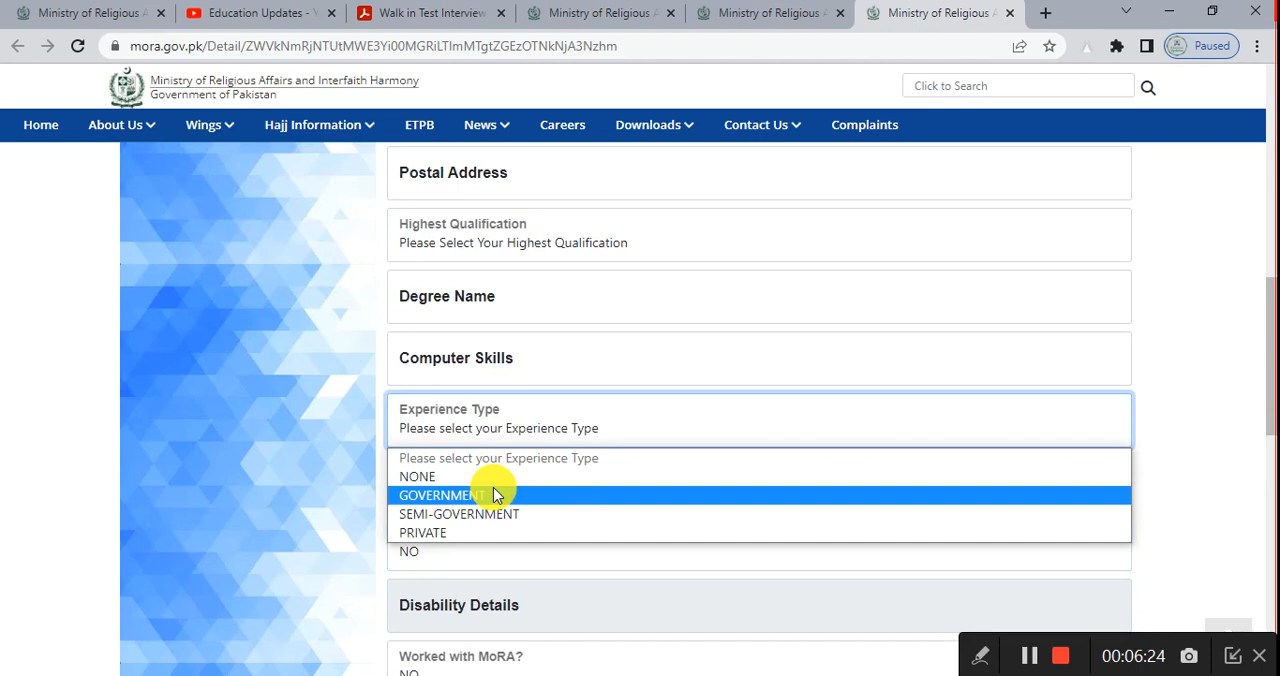 Ministry of Religious A
Education Updates - Y
Walk in Test Interview
Ministry of Religious A
Ministry of Religious A
Ministry of Religious A
mora.gov.pk/Detail/ZWVkNmRjNTUtMWE3Yi00MGRiLTlmMTgtZGEzOTNkNjA3Nzhm
Paused
Ministry of Religious Affairs and Interfaith Harmony
Government of Pakistan
Click to Search
Home About Us Wings Hajj Information ETPB News Careers Downloads Contact Us Complaints
Postal Address
Highest Qualification
Please Select Your Highest Qualification
Degree Name
Computer Skills
Experience Type
Please select your Experience Type
Please select your Experience Type
NONE
GOVERNMENT
SEMI-GOVERNMENT
PRIVATE
NO
Disability Details
Worked with MoRA?
NO
00:06:24